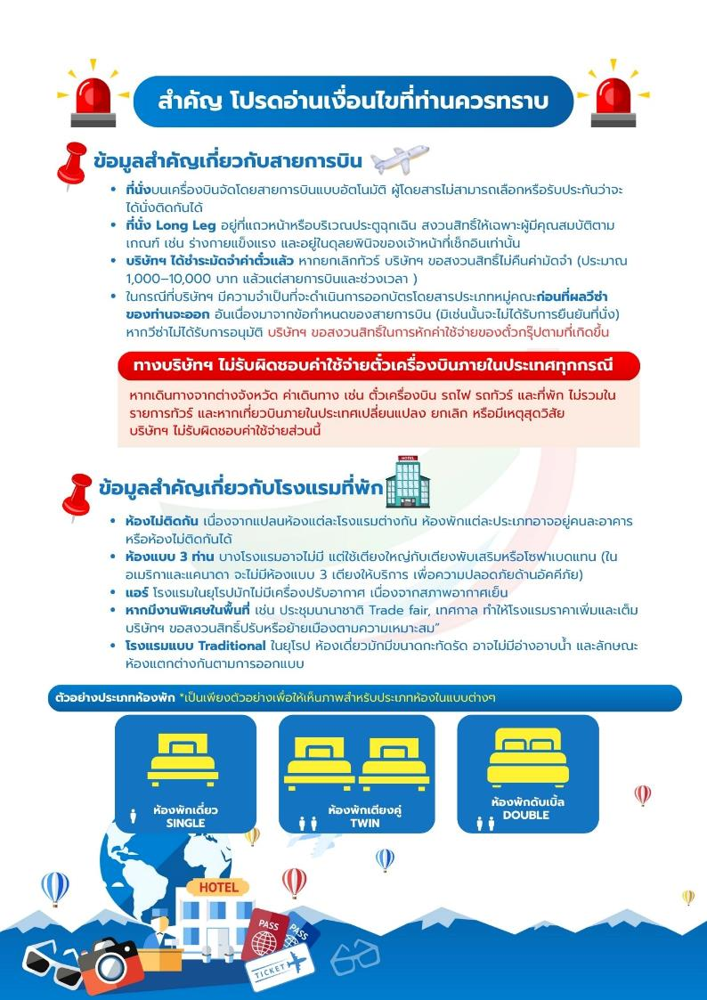 สำคัญ โปรดอ่านเงื่อนไขที่ท่านควรทราบ
ข้อมูลสำคัญเกี่ยวกับสายการบิน
• ที่นั่งบนเครื่องบินจัดโดยสายการบินแบบอัตโนมัติ ผู้โดยสารไม่สามารถเลือกหรือรับประกันว่าจะ
ได้นั่งติดกันได้
• ที่นั่ง Long Leg อยู่ที่แถวหน้าหรือบริเวณประตูฉุกเฉิน สงวนสิทธิ์ให้เฉพาะผู้มีคุณสมบัติตาม
เกณฑ์ เช่น ร่างกายแข็งแรง และอยู่ในดุลยพินิจของเจ้าหน้าที่เช็กอินเท่านั้น
• บริษัทฯ ได้ชำระมัดจำค่าตั๋วแล้ว หากยกเลิกทัวร์ บริษัทฯ ขอสงวนสิทธิ์ไม่คืนค่ามัดจำ (ประมาณ
1,000–10,000 บาท แล้วแต่สายการบินและช่วงเวลา )
• ในกรณีที่บริษัทฯ มีความจำเป็นที่จะดำเนินการออกบัตรโดยสารประเภทหมู่คณะก่อนที่ผลวีซ่า
ของท่านจะออก อันเนื่องมาจากข้อกำหนดของสายการบิน (มิเช่นนั้นจะไม่ได้รับการยืนยันที่นั่ง)
หากวีซ่าไม่ได้รับการอนุมัติ บริษัทฯ ขอสงวนสิทธิ์ในการหักค่าใช้จ่ายของตั๋วกรุ๊ปตามที่เกิดขึ้น
ทางบริษัทฯ ไม่รับผิดชอบค่าใช้จ่ายตั๋วเครื่องบินภายในประเทศทุกกรณี
หากเดินทางจากต่างจังหวัด ค่าเดินทาง เช่น ตั๋วเครื่องบิน รถไฟ รถทัวร์ และที่พัก ไม่รวมใน
รายการทัวร์ และหากเที่ยวบินภายในประเทศเปลี่ยนแปลง ยกเลิก หรือมีเหตุสุดวิสัย
บริษัทฯ ไม่รับผิดชอบค่าใช้จ่ายส่วนนี้
HOTEL
ข้อมูลสำคัญเกี่ยวกับโรงแรมที่พัก
• ห้องไม่ติดกัน เนื่องจากแปลนห้องแต่ละโรงแรมต่างกัน ห้องพักแต่ละประเภทอาจอยู่คนละอาคาร
หรือห้องไม่ติดกันได้
• ห้องแบบ 3 ท่าน บางโรงแรมอาจไม่มี แต่ใช้เตียงใหญ่กับเตียงพับเสริมหรือโซฟาเบดแทน (ใน
อเมริกาและแคนาดา จะไม่มีห้องแบบ 3 เตียงให้บริการ เพื่อความปลอดภัยด้านอัคคีภัย)
• แอร์ โรงแรมในยุโรปมักไม่มีเครื่องปรับอากาศ เนื่องจากสภาพอากาศเย็น
• หากมีงานพิเศษในพื้นที่ เช่น ประชุมนานาชาติ Trade fair, เทศกาล ทำให้โรงแรมราคาเพิ่มและเต็ม
บริษัทฯ ขอสงวนสิทธิ์ปรับหรือย้ายเมืองตามความเหมาะสม”
• โรงแรมแบบ Traditional ในยุโรป ห้องเดี่ยวมักมีขนาดกะทัดรัด อาจไม่มีอ่างอาบน้ำ และลักษณะ
ห้องแตกต่างกันตามการออกแบบ
ตัวอย่างประเภทห้องพัก *เป็นเพียงตัวอย่างเพื่อให้เห็นภาพสำหรับประเภทห้องในแบบต่างๆ
ห้องพักเดี่ยว
SINGLE
ห้องพักเตียงคู่
TWIN
ห้องพักดับเบิ้ล
DOUBLE
HOTEL
PASS
PASS
TICKET